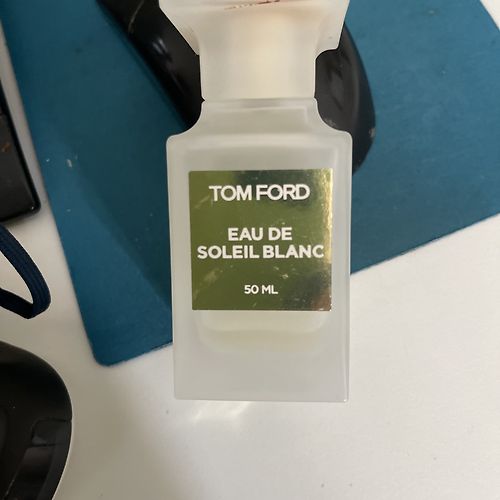 TOM FORD
EAU DE
SOLEIL BLANC
50 ML